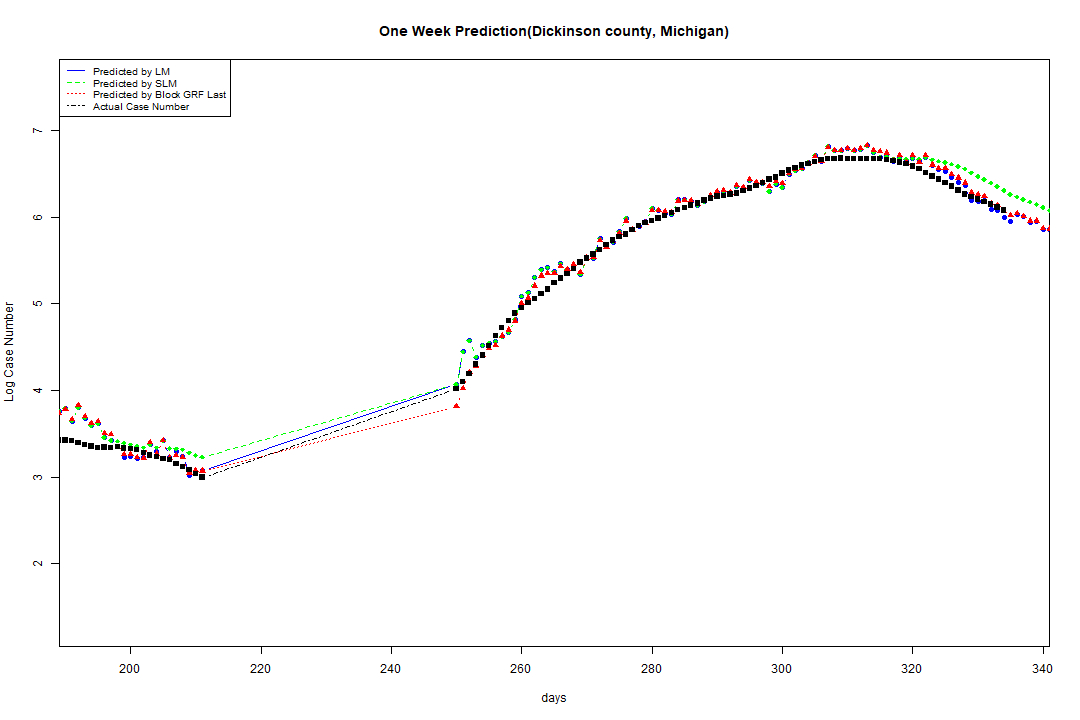 One Week Prediction(Dickinson county, Michigan)
Predicted by LM
Predicted by SLM
Predicted by Block GRF Last
Actual Case Number
7
6
5
4
3
2
Log Case Number
200 220 240 260 280 300 320 340
days